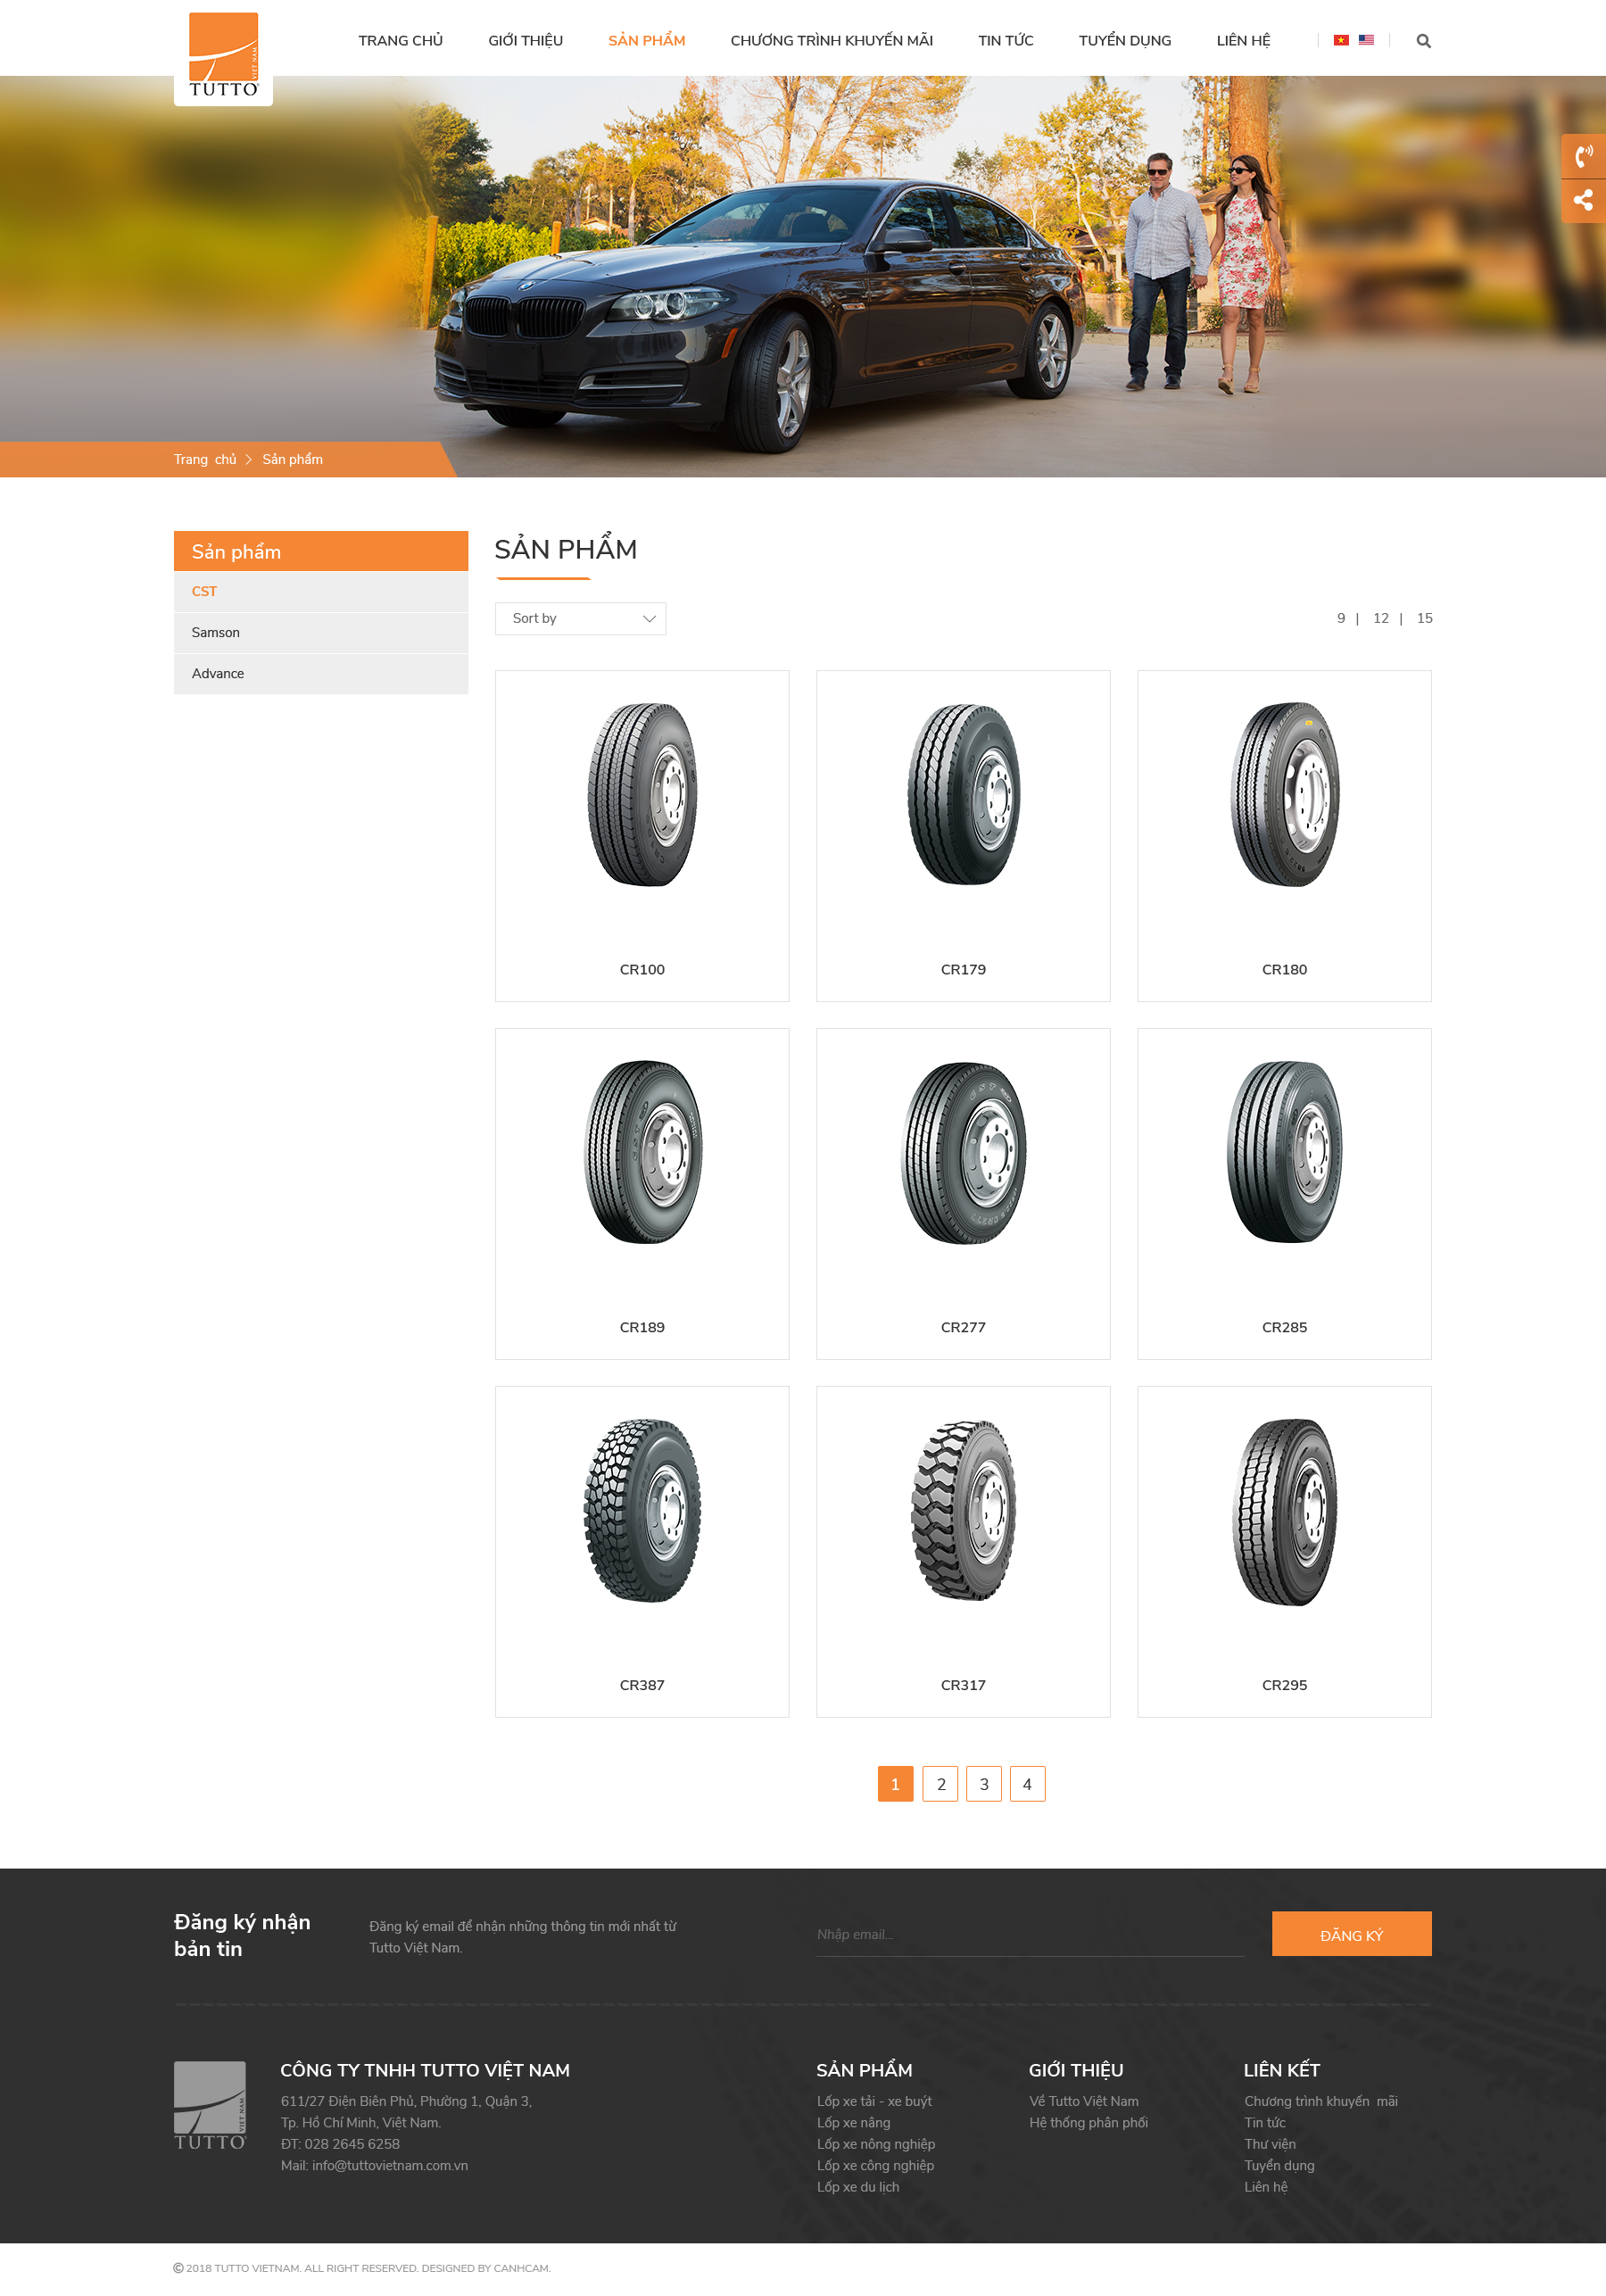 TUTTO
VIỆT NAM
TRANG CHỦ
GIỚI THIỆU
SẢN PHẨM
CHƯƠNG TRÌNH KHUYẾN MÃI
TIN TỨC
TUYỂN DỤNG
LIÊN HỆ
Trang chủ
Sản phẩm
Sản phẩm
CST
Samson
Advance
SẢN PHẨM
Sort by
9 | 12 | 15
CR100
CR179
CR180
CR189
CR277
CR285
CR387
CR317
CR295
1 2 3 4
Đăng ký nhận
bản tin
Đăng ký email để nhận những thông tin mới nhất từ
Tutto Việt Nam.
Nhập email...
ĐĂNG KÝ
TUTTO
VIỆT NAM
CÔNG TY TNHH TUTTO VIỆT NAM
611/27 Điện Biên Phủ, Phường 1, Quận 3,
Tp. Hồ Chí Minh, Việt Nam.
ĐT: 028 2645 6258
Mail: info@tuttovietnam.com.vn
SẢN PHẨM
Lốp xe tải - xe buýt
Lốp xe nâng
Lốp xe nông nghiệp
Lốp xe công nghiệp
Lốp xe du lịch
GIỚI THIỆU
Về Tutto Việt Nam
Hệ thống phân phối
LIÊN KẾT
Chương trình khuyến mãi
Tin tức
Thư viện
Tuyển dụng
Liên hệ
© 2018 TUTTO VIETNAM. ALL RIGHT RESERVED. DESIGNED BY CANHCAM.